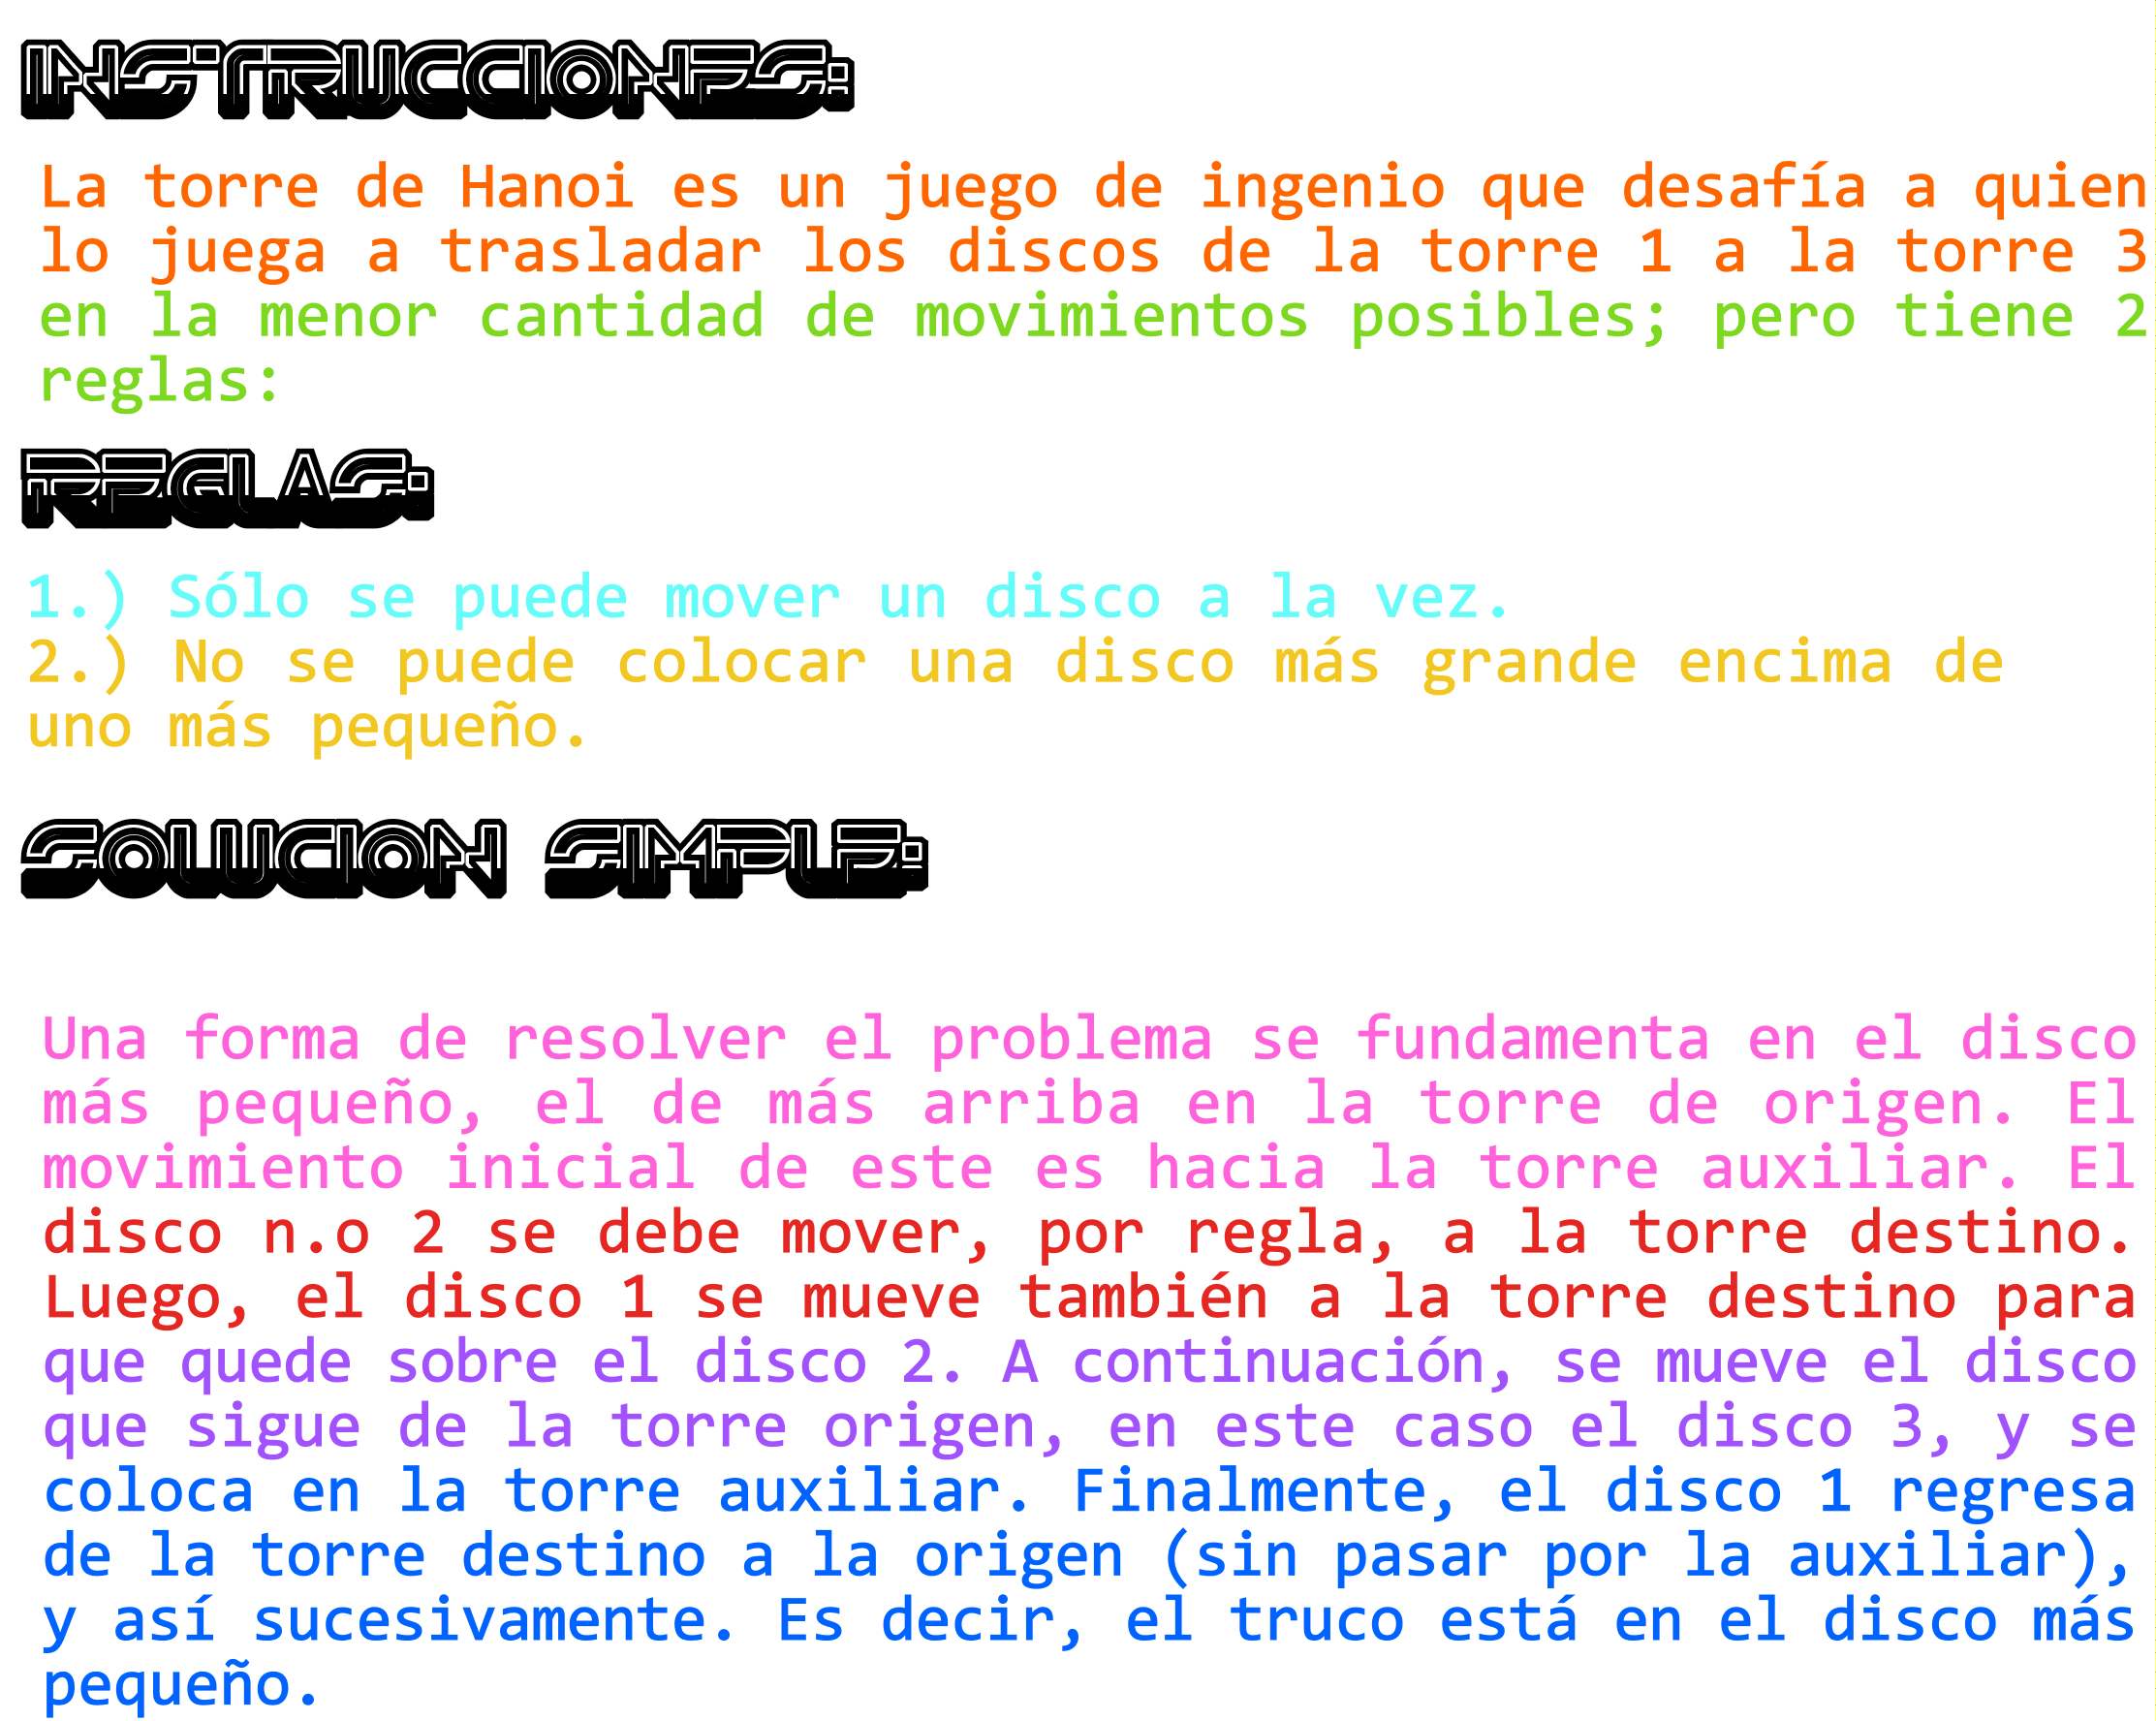 INSTRUCCIONES:
La torre de Hanoi es un juego de ingenio que desafía a quien
lo juega a trasladar los discos de la torre 1 a la torre 3
en la menor cantidad de movimientos posibles; pero tiene 2
reglas:
REGLAS:
1.) Sólo se puede mover un disco a la vez.
2.) No se puede colocar una disco más grande encima de
uno más pequeño.
SOLUCION SIMPLE:
Una forma de resolver el problema se fundamenta en el disco
más pequeño, el de más arriba en la torre de origen. El
movimiento inicial de este es hacia la torre auxiliar. El
disco n.o 2 se debe mover, por regla, a la torre destino.
Luego, el disco 1 se mueve también a la torre destino para
que quede sobre el disco 2. A continuación, se mueve el disco
que sigue de la torre origen, en este caso el disco 3, y se
coloca en la torre auxiliar. Finalmente, el disco 1 regresa
de la torre destino a la origen (sin pasar por la auxiliar),
y así sucesivamente. Es decir, el truco está en el disco más
pequeño.